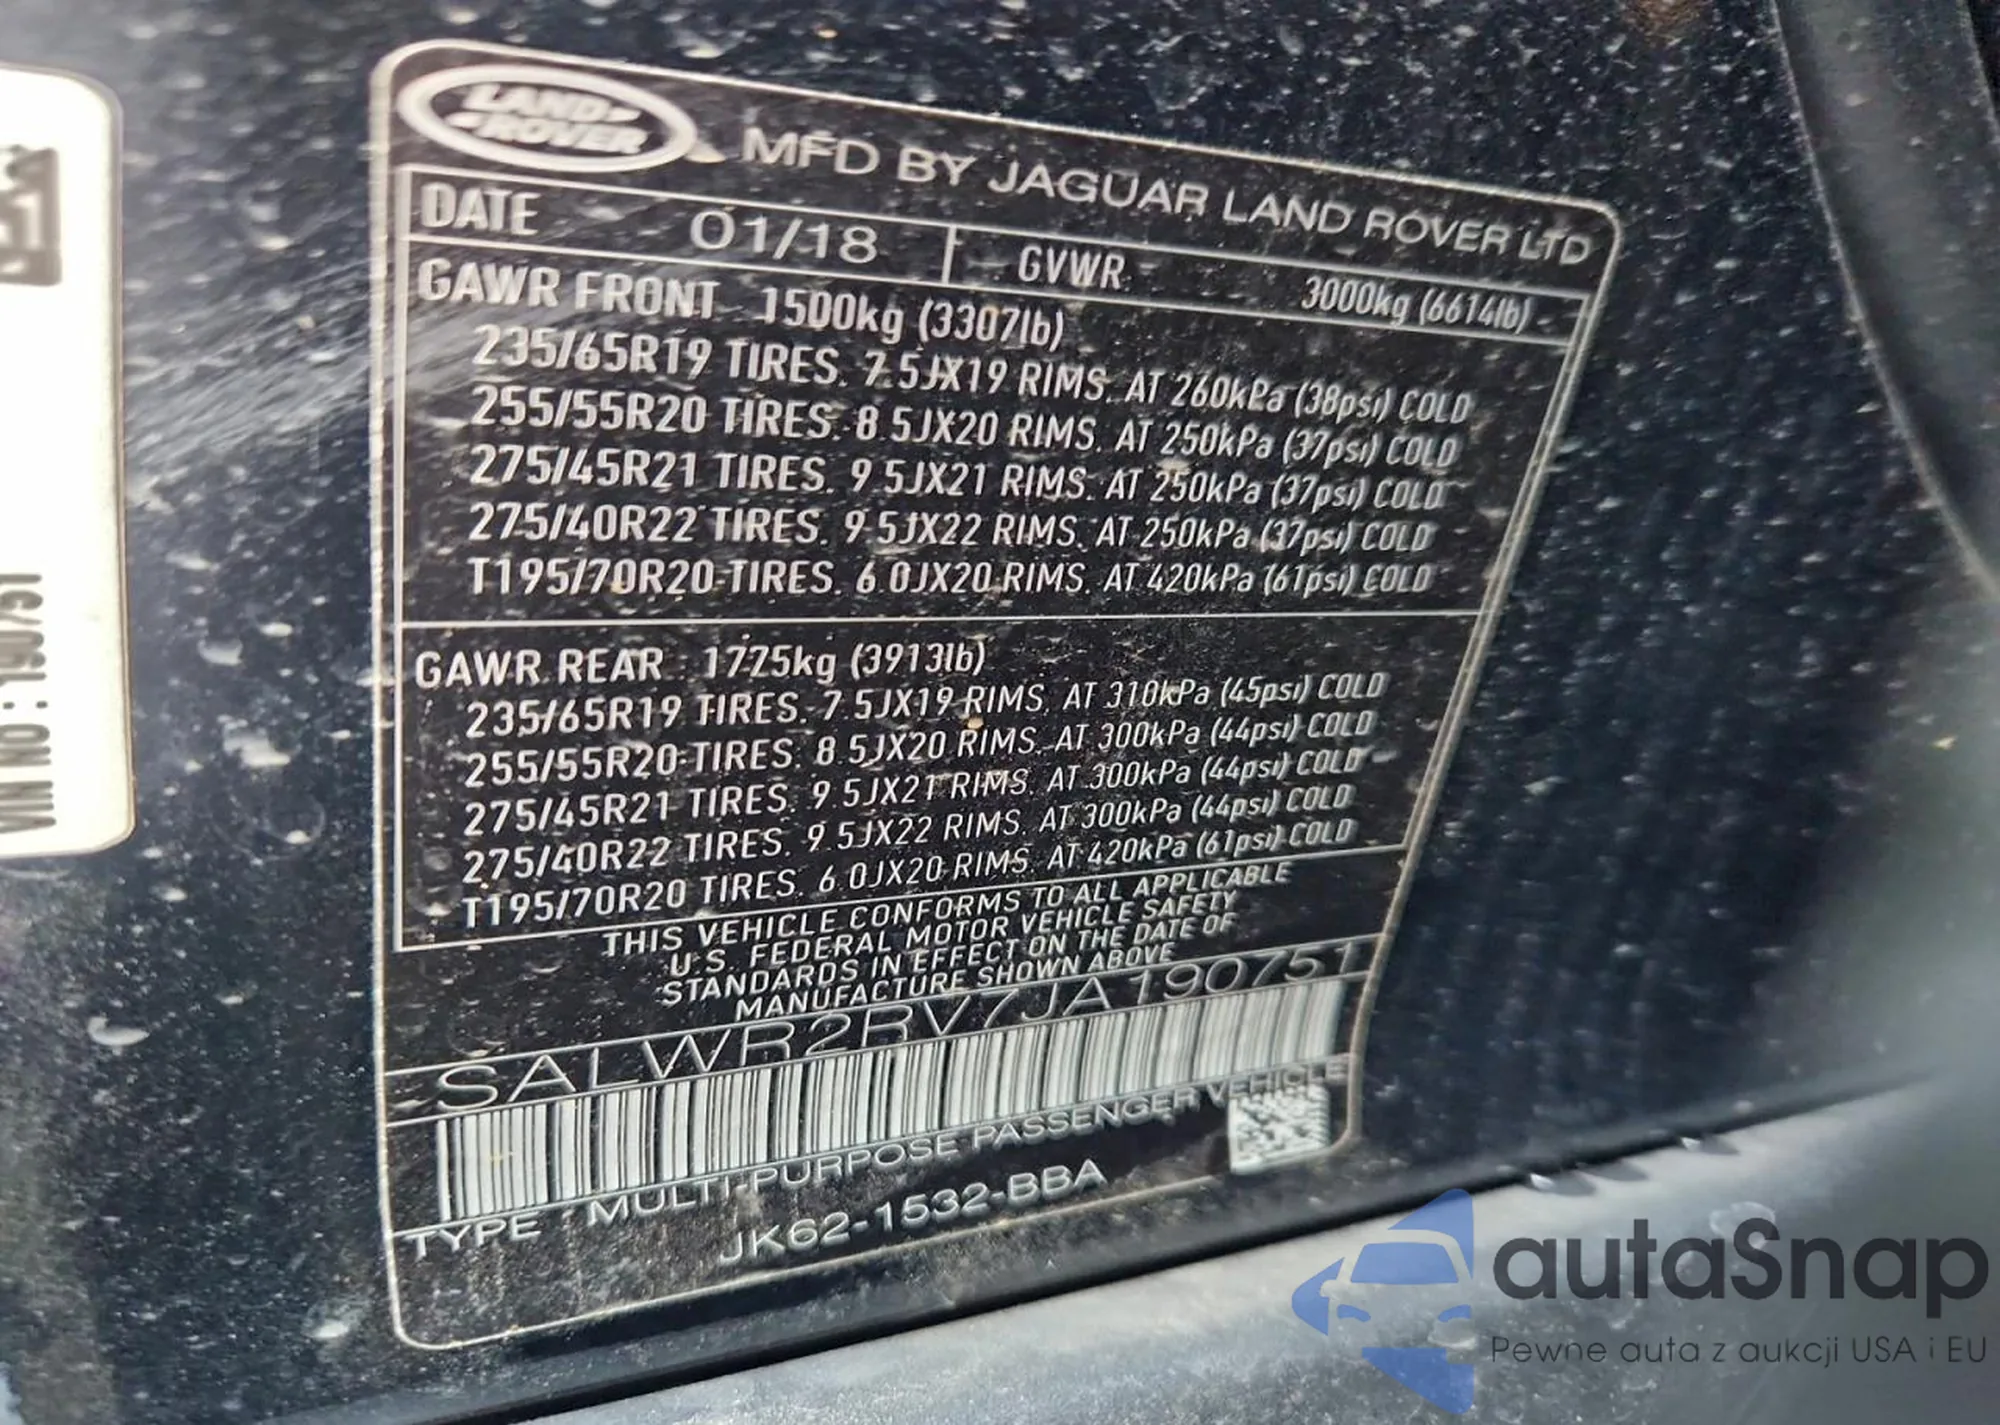 LAND
ROVER
MFD BY JAGUAR LAND ROVER LTD
DATE 01/18 GVWR 3000kg (6614lb)
GAWR FRONT 1500kg (3307lb)
235/65R19 TIRES. 7.5JX19 RIMS. AT 260kPa (38psi) COLD
255/55R20 TIRES. 8.5JX20 RIMS. AT 250kPa (37psi) COLD
275/45R21 TIRES. 9.5JX21 RIMS. AT 250kPa (37psi) COLD
275/40R22 TIRES. 9.5JX22 RIMS. AT 250kPa (37psi) COLD
T195/70R20 TIRES. 6.0JX20 RIMS. AT 420kPa (61psi) COLD
GAWR REAR : 1775kg (3913lb)
235/65R19 TIRES. 7.5JX19 RIMS. AT 310kPa (45psi) COLD
255/55R20 TIRES. 8.5JX20 RIMS. AT 300kPa (44psi) COLD
275/45R21 TIRES. 9.5JX21 RIMS. AT 300kPa (44psi) COLD
275/40R22 TIRES. 9.5JX22 RIMS. AT 300kPa (44psi) COLD
T195/70R20 TIRES. 6.0JX20 RIMS. AT 420kPa (61psi) COLD
THIS VEHICLE CONFORMS TO ALL APPLICABLE
U.S. FEDERAL MOTOR VEHICLE SAFETY
STANDARDS IN EFFECT ON THE DATE OF
MANUFACTURE SHOWN ABOVE
SALWR2RV7JA190751
TYPE : MULTI-PURPOSE PASSENGER VEHICLE
JK62-1532-BBA
VIN NO : 190751
autaSnap
Pewne auta z aukcji USA i EU